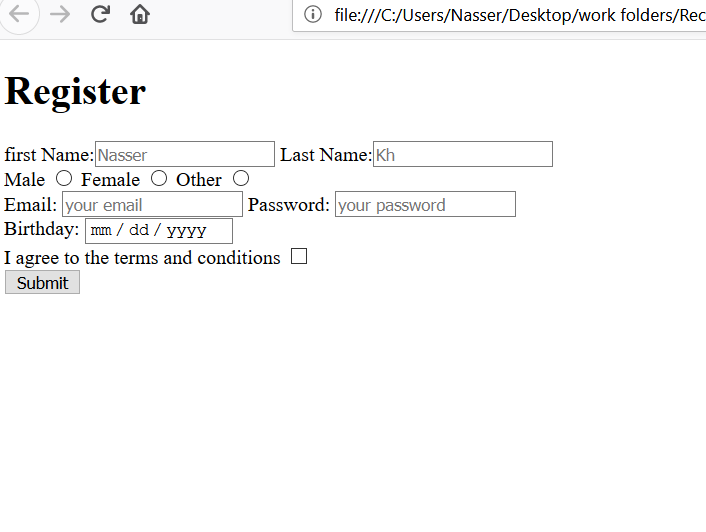 file:///C:/Users/Nasser/Desktop/work folders/Rec
Register
first Name: Nasser Last Name: Kh
Male Female Other
Email: your email Password: your password
Birthday: mm / dd / yyyy
I agree to the terms and conditions
Submit